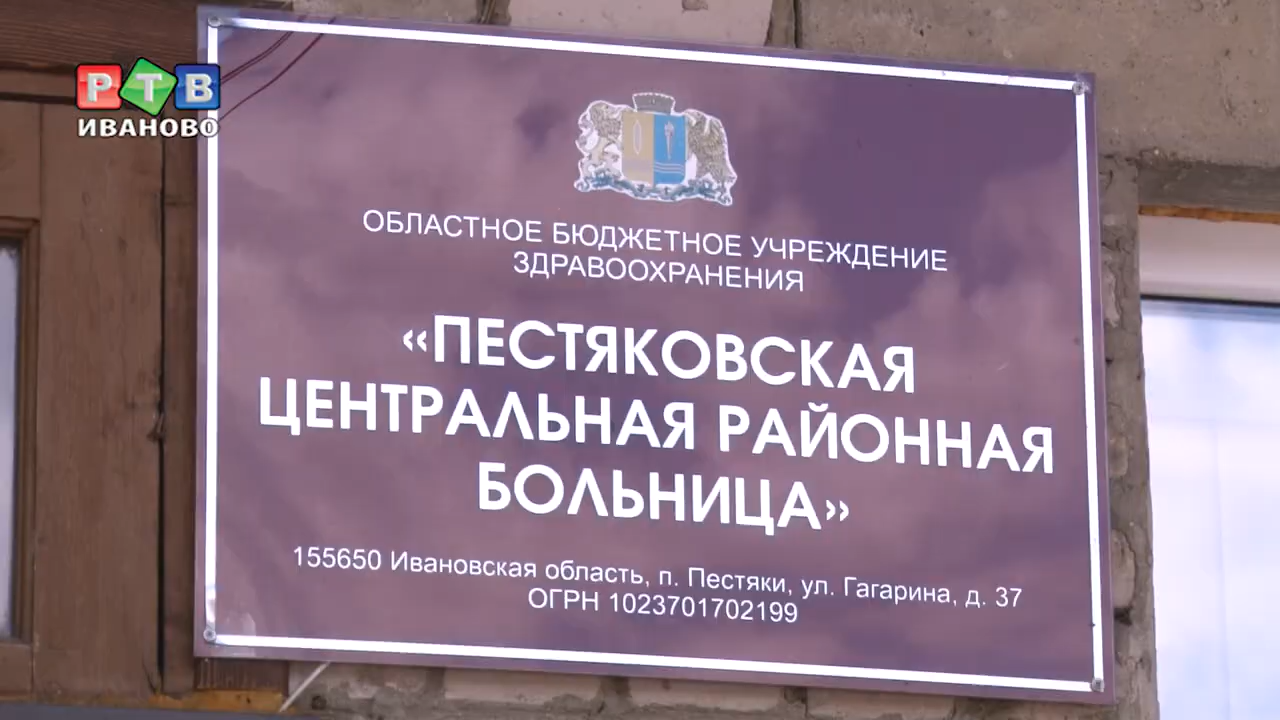 РТВ
ИВАНОВО
ОБЛАСТНОЕ БЮДЖЕТНОЕ УЧРЕЖДЕНИЕ
ЗДРАВООХРАНЕНИЯ
«ПЕСТЯКОВСКАЯ
ЦЕНТРАЛЬНАЯ РАЙОННАЯ
БОЛЬНИЦА»
155650 Ивановская область, п. Пестяки, ул. Гагарина, д. 37
ОГРН 1023701702199